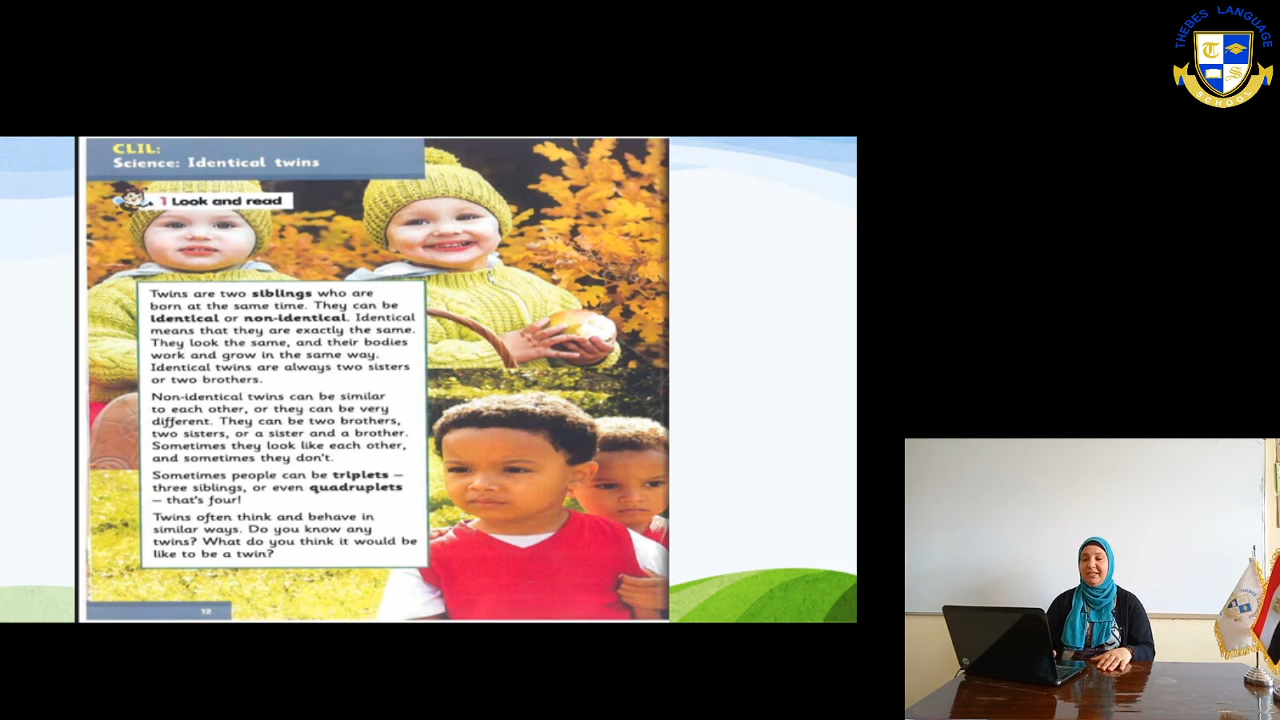 THEBES LANGUAGE
SCHOOL
CLIL:
Science: Identical twins
1 Look and read
Twins are two siblings who are
born at the same time. They can be
identical or non-identical. Identical
means that they are exactly the same.
They look the same, and their bodies
work and grow in the same way.
Identical twins are always two sisters
or two brothers.
Non-identical twins can be similar
to each other, or they can be very
different. They can be two brothers,
two sisters, or a sister and a brother.
Sometimes they look like each other,
and sometimes they don't.
Sometimes people can be triplets –
three siblings, or even quadruplets
– that's four!
Twins often think and behave in
similar ways. Do you know any
twins? What do you think it would be
like to be a twin?
12